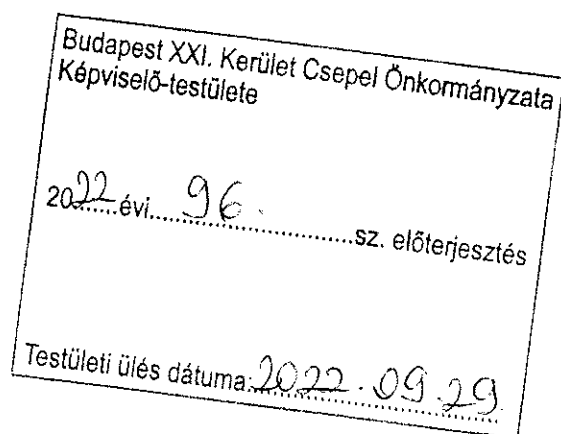 Budapest XXI. Kerület Csepel Önkormányzata
Képviselő-testülete
2022 évi 96. sz. előterjesztés
Testületi ülés dátuma: 2022.09.29